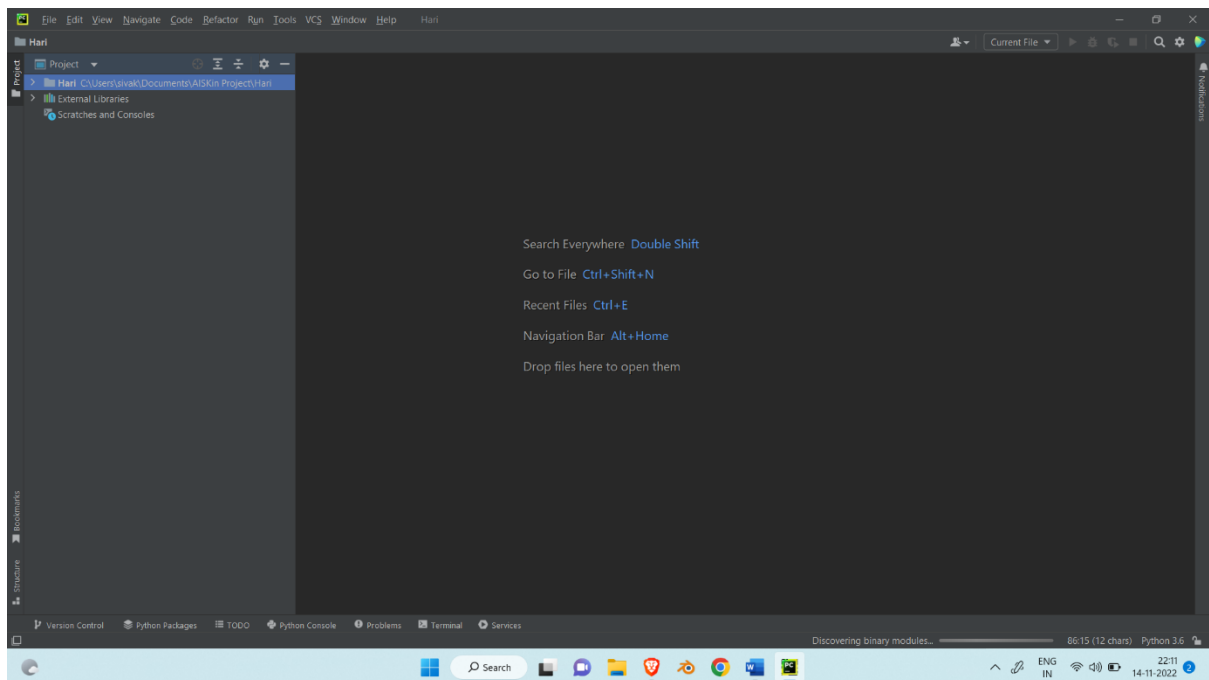 PC File Edit View Navigate Code Refactor Run Tools VCS Window Help Hari
Hari Current File
Project
Project
Hari C:\Users\sivak\Documents\AISKin Project\Hari
External Libraries
Scratches and Consoles
Notifications
Search Everywhere Double Shift
Go to File Ctrl+Shift+N
Recent Files Ctrl+E
Navigation Bar Alt+Home
Drop files here to open them
Bookmarks
Structure
Version Control Python Packages TODO Python Console Problems Terminal Services
Discovering binary modules... 86:15 (12 chars) Python 3.6
Search W PC ENG IN 22:11 14-11-2022 2